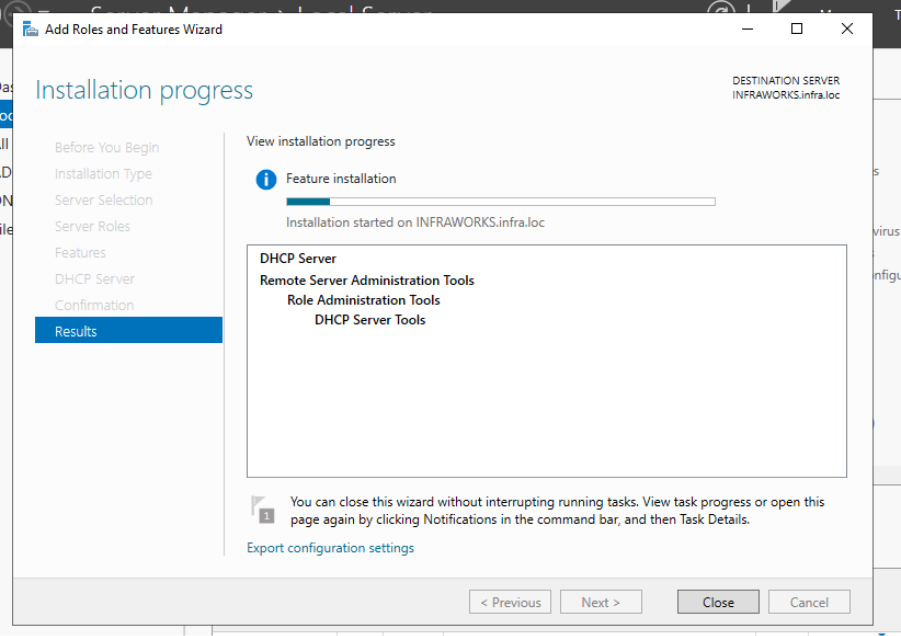 Add Roles and Features Wizard
Installation progress
DESTINATION SERVER
INFRAWORKS.infra.loc
Before You Begin
Installation Type
Server Selection
Server Roles
Features
DHCP Server
Confirmation
Results
View installation progress
Feature installation
Installation started on INFRAWORKS.infra.loc
DHCP Server
Remote Server Administration Tools
Role Administration Tools
DHCP Server Tools
1
You can close this wizard without interrupting running tasks. View task progress or open this
page again by clicking Notifications in the command bar, and then Task Details.
Export configuration settings
< Previous
Next >
Close
Cancel